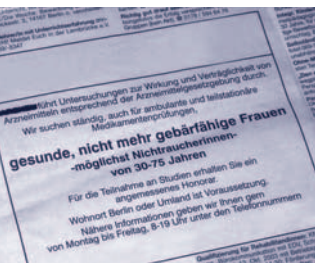 führt Untersuchungen zur Wirkung und Verträglichkeit von
Arzneimitteln entsprechend der Arzneimittelgesetzgebung durch.
Wir suchen ständig, auch für ambulante und teilstationäre
Medikamentenprüfungen,
gesunde, nicht mehr gebärfähige Frauen
-möglichst Nichtraucherinnen-
von 30-75 Jahren
Für die Teilnahme an Studien erhalten Sie ein
angemessenes Honorar.
Wohnort Berlin oder Umland ist Voraussetzung.
Nähere Informationen geben wir Ihnen gern
von Montag bis Freitag, 8-19 Uhr unter den Telefonnummern